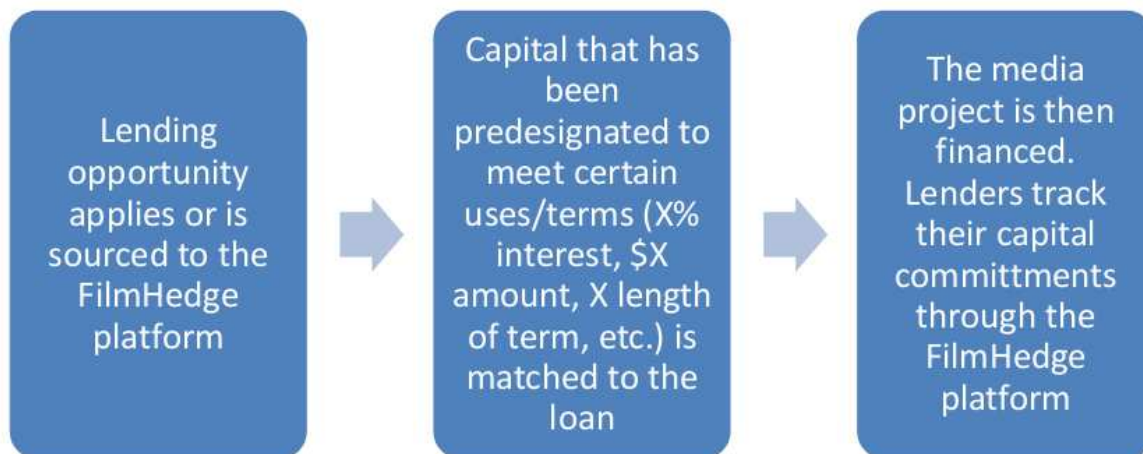 Lending
opportunity
applies or is
sourced to the
FilmHedge
platform
Capital that has
been
predesignated to
meet certain
uses/terms (X%
interest, $X
amount, X length
of term, etc.) is
matched to the
loan
The media
project is then
financed.
Lenders track
their capital
committments
through the
FilmHedge
platform